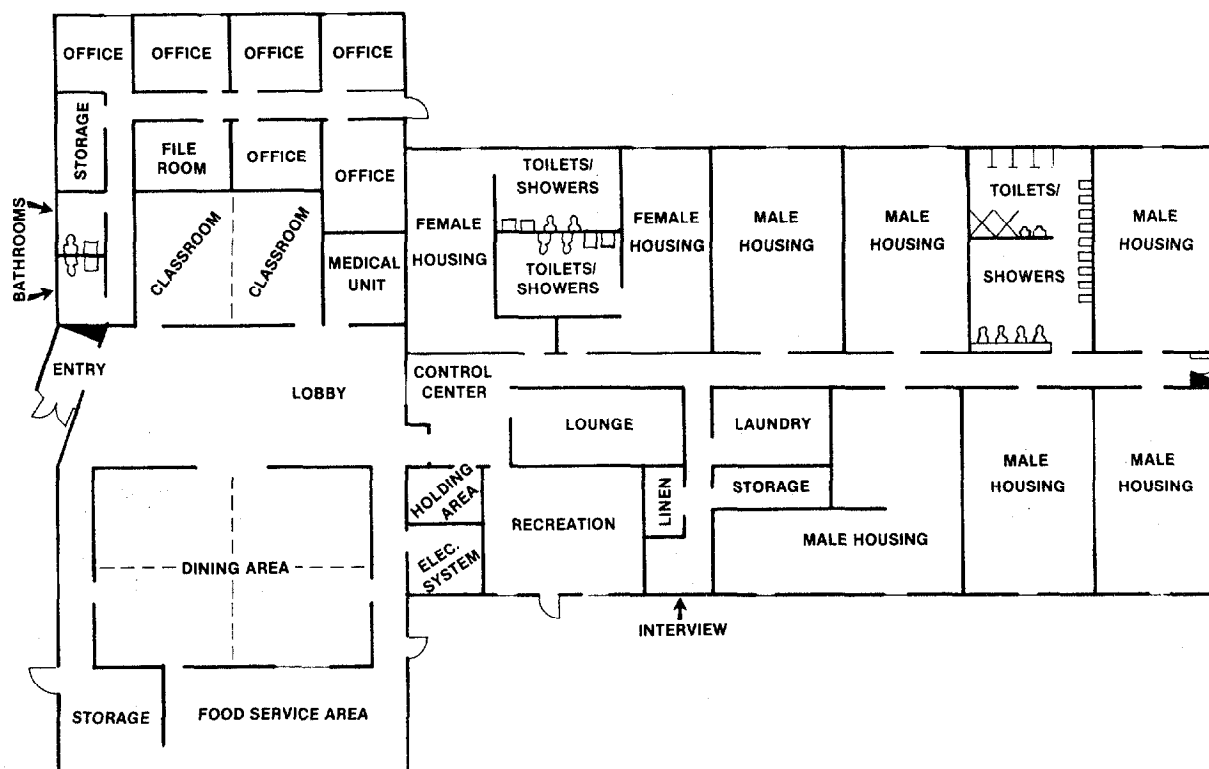 OFFICE
OFFICE
OFFICE
OFFICE
STORAGE
FILE
ROOM
OFFICE
OFFICE
BATHROOMS
CLASSROOM
CLASSROOM
MEDICAL
UNIT
FEMALE
HOUSING
TOILETS/
SHOWERS
TOILETS/
SHOWERS
FEMALE
HOUSING
MALE
HOUSING
MALE
HOUSING
TOILETS/
SHOWERS
MALE
HOUSING
ENTRY
LOBBY
CONTROL
CENTER
LOUNGE
LAUNDRY
STORAGE
MALE
HOUSING
MALE
HOUSING
HOLDING
AREA
RECREATION
LINEN
MALE HOUSING
ELEC.
SYSTEM
DINING AREA
INTERVIEW
STORAGE
FOOD SERVICE AREA